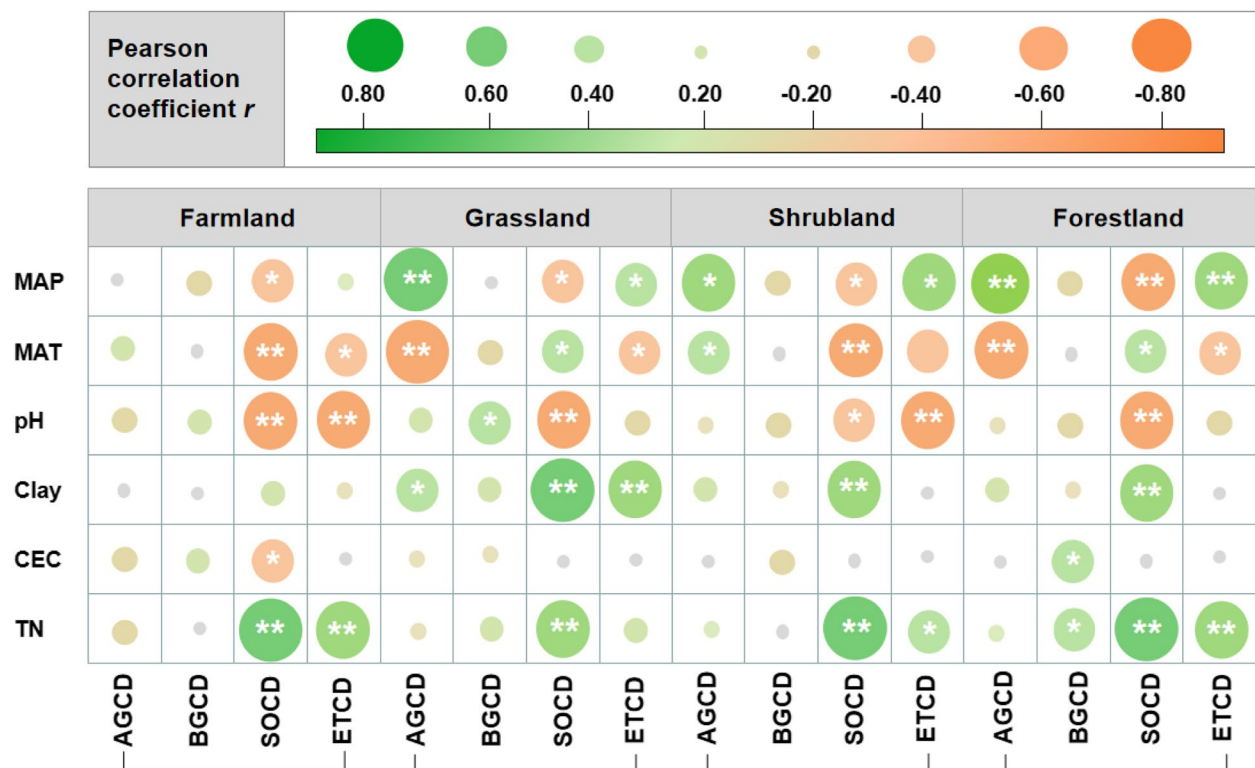 Pearson
correlation
coefficient r
0.80 0.60 0.40 0.20 -0.20 -0.40 -0.60 -0.80
Farmland Grassland Shrubland Forestland
MAP * ** * * * * * ** ** **
MAT ** * ** * * * ** ** * *
pH ** ** * ** * ** **
Clay * ** ** ** **
CEC * *
TN ** ** ** ** * * ** **
AGCD BGCD SOCD ETCD AGCD BGCD SOCD ETCD AGCD BGCD SOCD ETCD AGCD BGCD SOCD ETCD